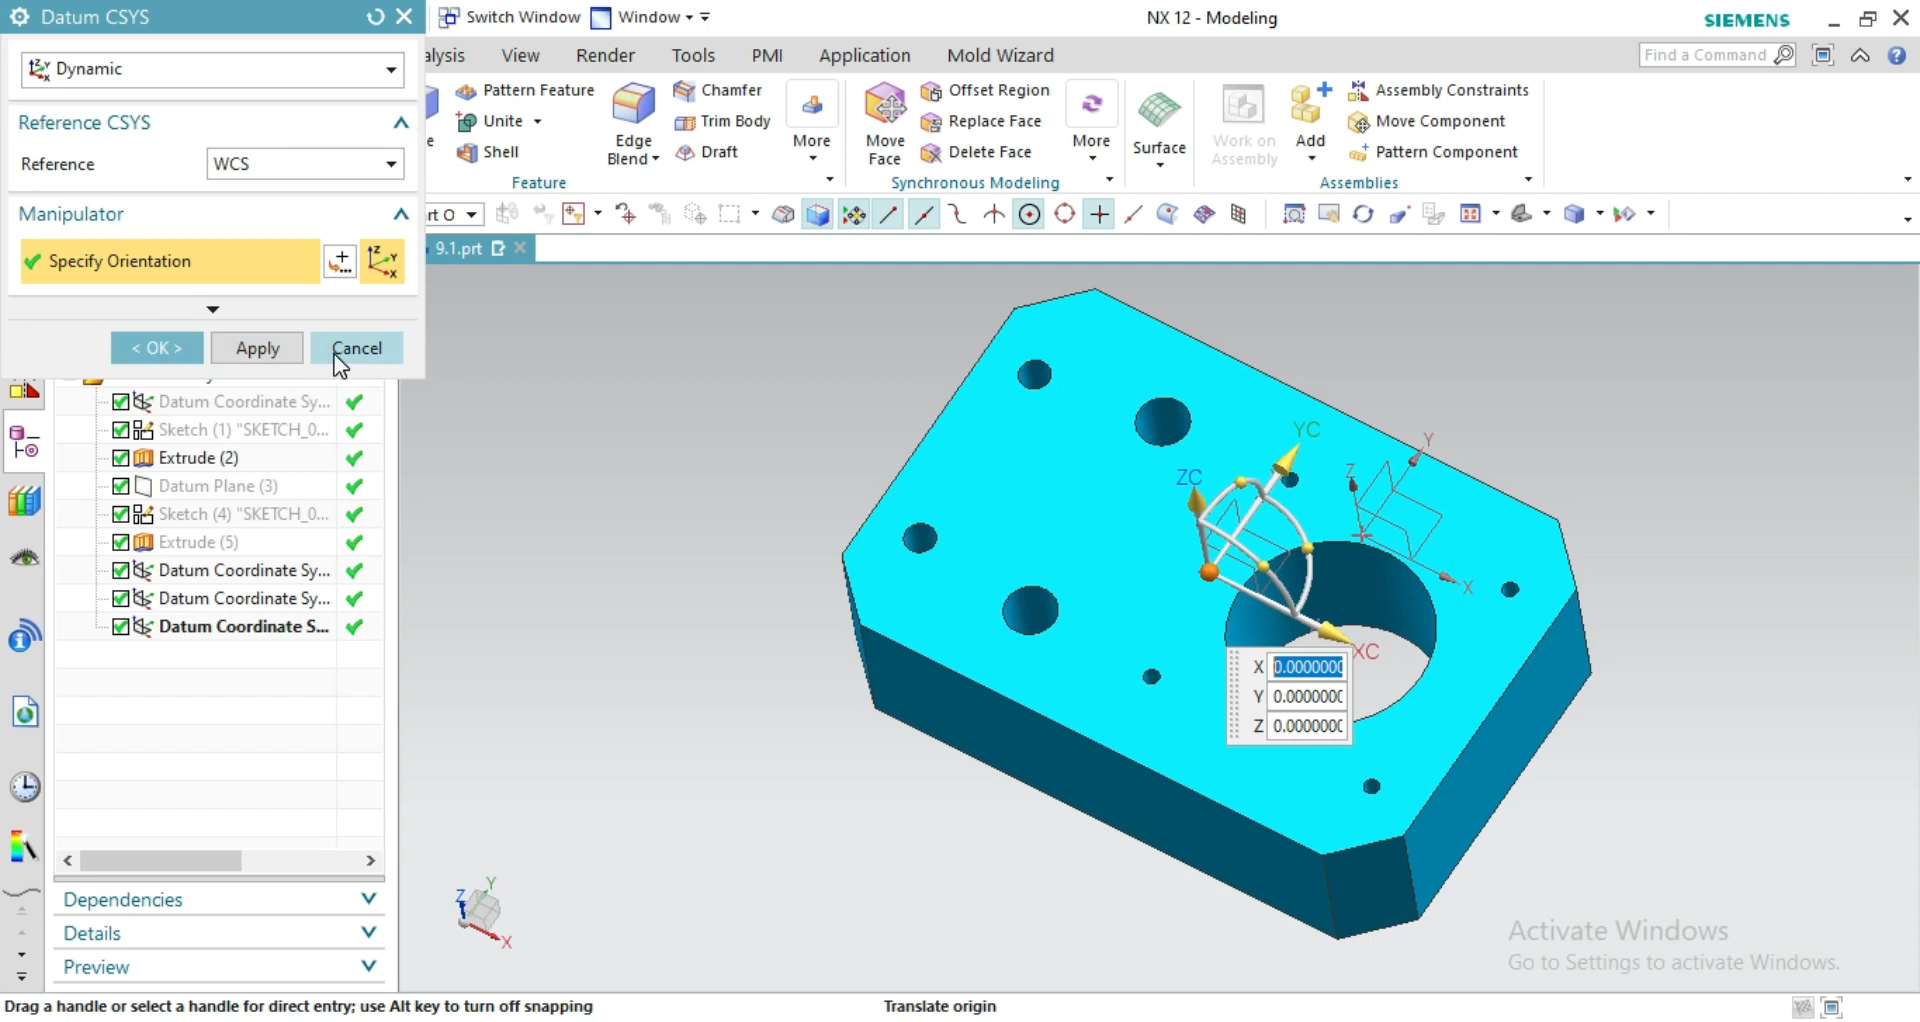 Datum CSYS
Switch Window
Window
NX 12 - Modeling
SIEMENS
Dynamic
alysis
View
Render
Tools
PMI
Application
Mold Wizard
Find a Command
Reference CSYS
Reference
WCS
Manipulator
Specify Orientation
< OK >
Apply
Cancel
e
Pattern Feature
Unite
Shell
Edge
Blend
Chamfer
Trim Body
Draft
More
Feature
Move
Face
Offset Region
Replace Face
Delete Face
More
Synchronous Modeling
Surface
Work on
Assembly
Add
Assembly Constraints
Move Component
Pattern Component
Assemblies
rt O
9.1.prt
Datum Coordinate Sy...
Sketch (1) "SKETCH_0...
Extrude (2)
Datum Plane (3)
Sketch (4) "SKETCH_0...
Extrude (5)
Datum Coordinate Sy...
Datum Coordinate Sy...
Datum Coordinate S...
Dependencies
Details
Preview
YC
ZC
XC
Y
Z
X
X 0.0000000
Y 0.0000000
Z 0.0000000
Z
Y
X
Activate Windows
Go to Settings to activate Windows.
Drag a handle or select a handle for direct entry; use Alt key to turn off snapping
Translate origin